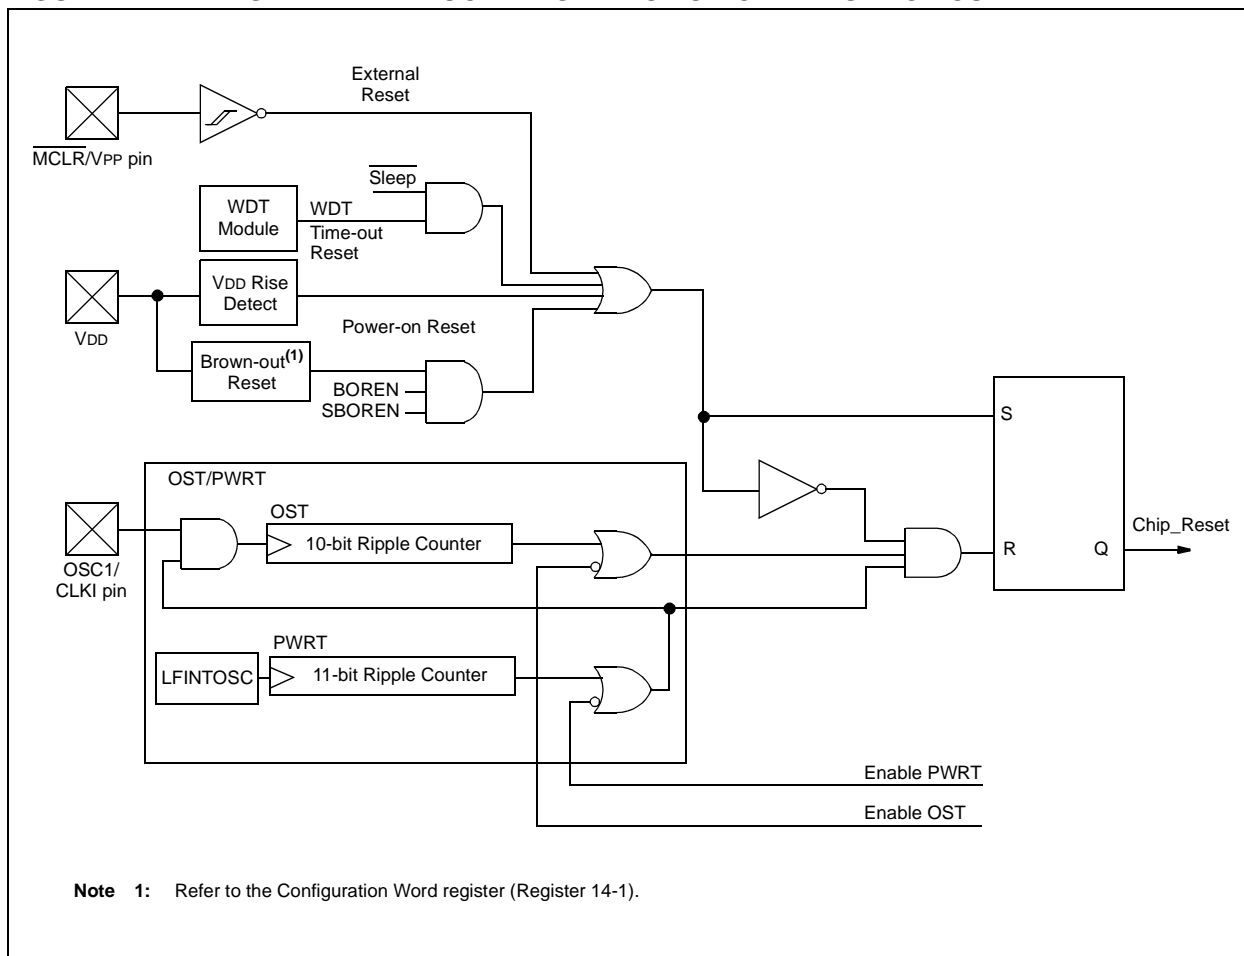 External
Reset
MCLR/VPP pin
Sleep
WDT
Module
WDT
Time-out
Reset
VDD Rise
Detect
VDD
Power-on Reset
Brown-out(1)
Reset
BOREN
SBOREN
S
OST/PWRT
OST
10-bit Ripple Counter
OSC1/
CLKI pin
R
Q
Chip_Reset
PWRT
LFINTOSC
11-bit Ripple Counter
Enable PWRT
Enable OST
Note 1: Refer to the Configuration Word register (Register 14-1).